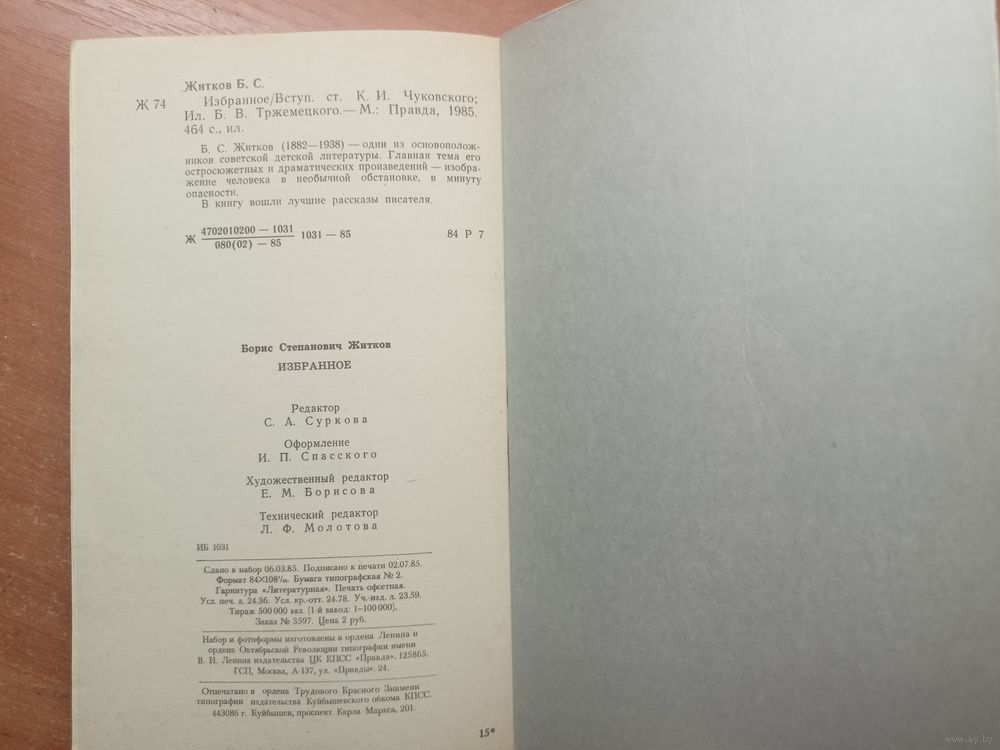 Житков Б. С.
Ж 74
Избранное/Вступ. ст. К. И. Чуковского;
Ил. Б. В. Тржемецкого.— М.: Правда, 1985.
464 с., ил.
Б. С. Житков (1882—1938) — один из основополож-
ников советской детской литературы. Главная тема его
остросюжетных и драматических произведений — изобра-
жение человека в необычной обстановке, в минуту
опасности.
В книгу вошли лучшие рассказы писателя.
Ж 4702010200 — 1031
080(02) — 85
1031 — 85
84 Р 7
Борис Степанович Житков
ИЗБРАННОЕ
Редактор
С. А. Суркова
Оформление
И. П. Спасского
Художественный редактор
Е. М. Борисова
Технический редактор
Л. Ф. Молотова
ИБ 1031
Сдано в набор 06.03.85. Подписано к печати 02.07.85.
Формат 84×108¹/₃₂. Бумага типографская № 2.
Гарнитура «Литературная». Печать офсетная.
Усл. печ. л. 24.36. Усл. кр.-отт. 24.78. Уч.-изд. л. 23.59.
Тираж 500 000 экз. (1-й завод: 1—100 000).
Заказ № 3597. Цена 2 руб.
Набор и фотоформы изготовлены в ордена Ленина и
ордена Октябрьской Революции типографии имени
В. И. Ленина издательства ЦК КПСС «Правда». 125865.
ГСП, Москва, А-137, ул. «Правды». 24.
Отпечатано в ордена Трудового Красного Знамени
типографии издательства Куйбышевского обкома КПСС.
443086 г. Куйбышев, проспект Карла Маркса, 201.
15*
www.ay.by